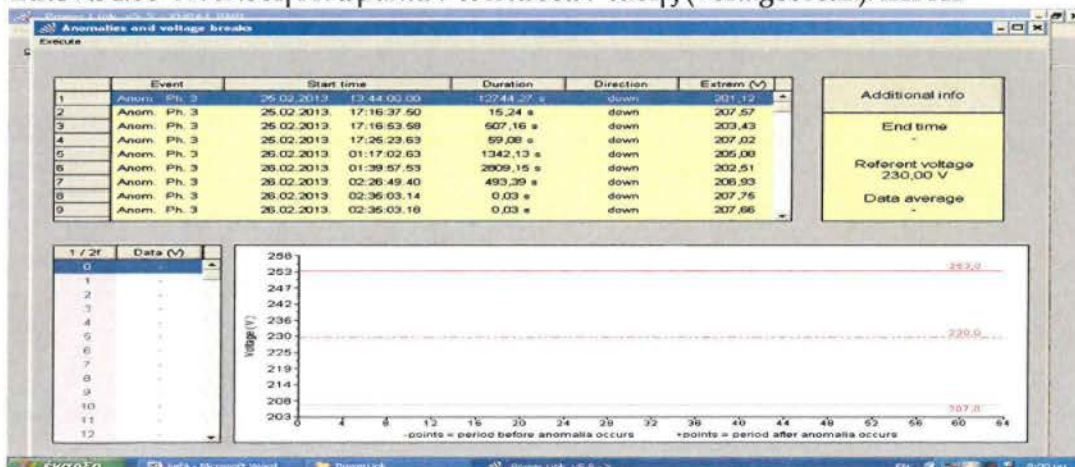 Anomalies and voltage breaks
Execute
Event Start time Duration Direction Extrem (V)
1 Anom. Ph. 3 25.02.2013. 13:44:00.00 12744,27 s down 201,12
2 Anom. Ph. 3 25.02.2013. 17:16:37.50 15,24 s down 207,57
3 Anom. Ph. 3 25.02.2013. 17:16:53.58 507,16 s down 203,43
4 Anom. Ph. 3 25.02.2013. 17:25:23.63 59,08 s down 207,02
5 Anom. Ph. 3 26.02.2013. 01:17:02.63 1342,13 s down 205,08
6 Anom. Ph. 3 26.02.2013. 01:39:57.53 2809,15 s down 202,51
7 Anom. Ph. 3 26.02.2013. 02:26:49.40 493,39 s down 206,93
8 Anom. Ph. 3 26.02.2013. 02:35:03.14 0,03 s down 207,75
9 Anom. Ph. 3 26.02.2013. 02:35:03.18 0,03 s down 207,66
Additional info
End time
-
Referent voltage
230,00 V
Data average
-
1 / 2f Data (V)
0 -
1 -
2 -
3 -
4 -
5 -
6 -
7 -
8 -
9 -
10 -
11 -
12 -
Voltage (V)
258
253
247
242
236
230
225
219
214
208
203
253,0
230,0
207,0
0 4 8 12 16 20 24 28 32 36 40 44 48 52 56 60 64
-points = period before anomalia occurs +points = period after anomalia occurs